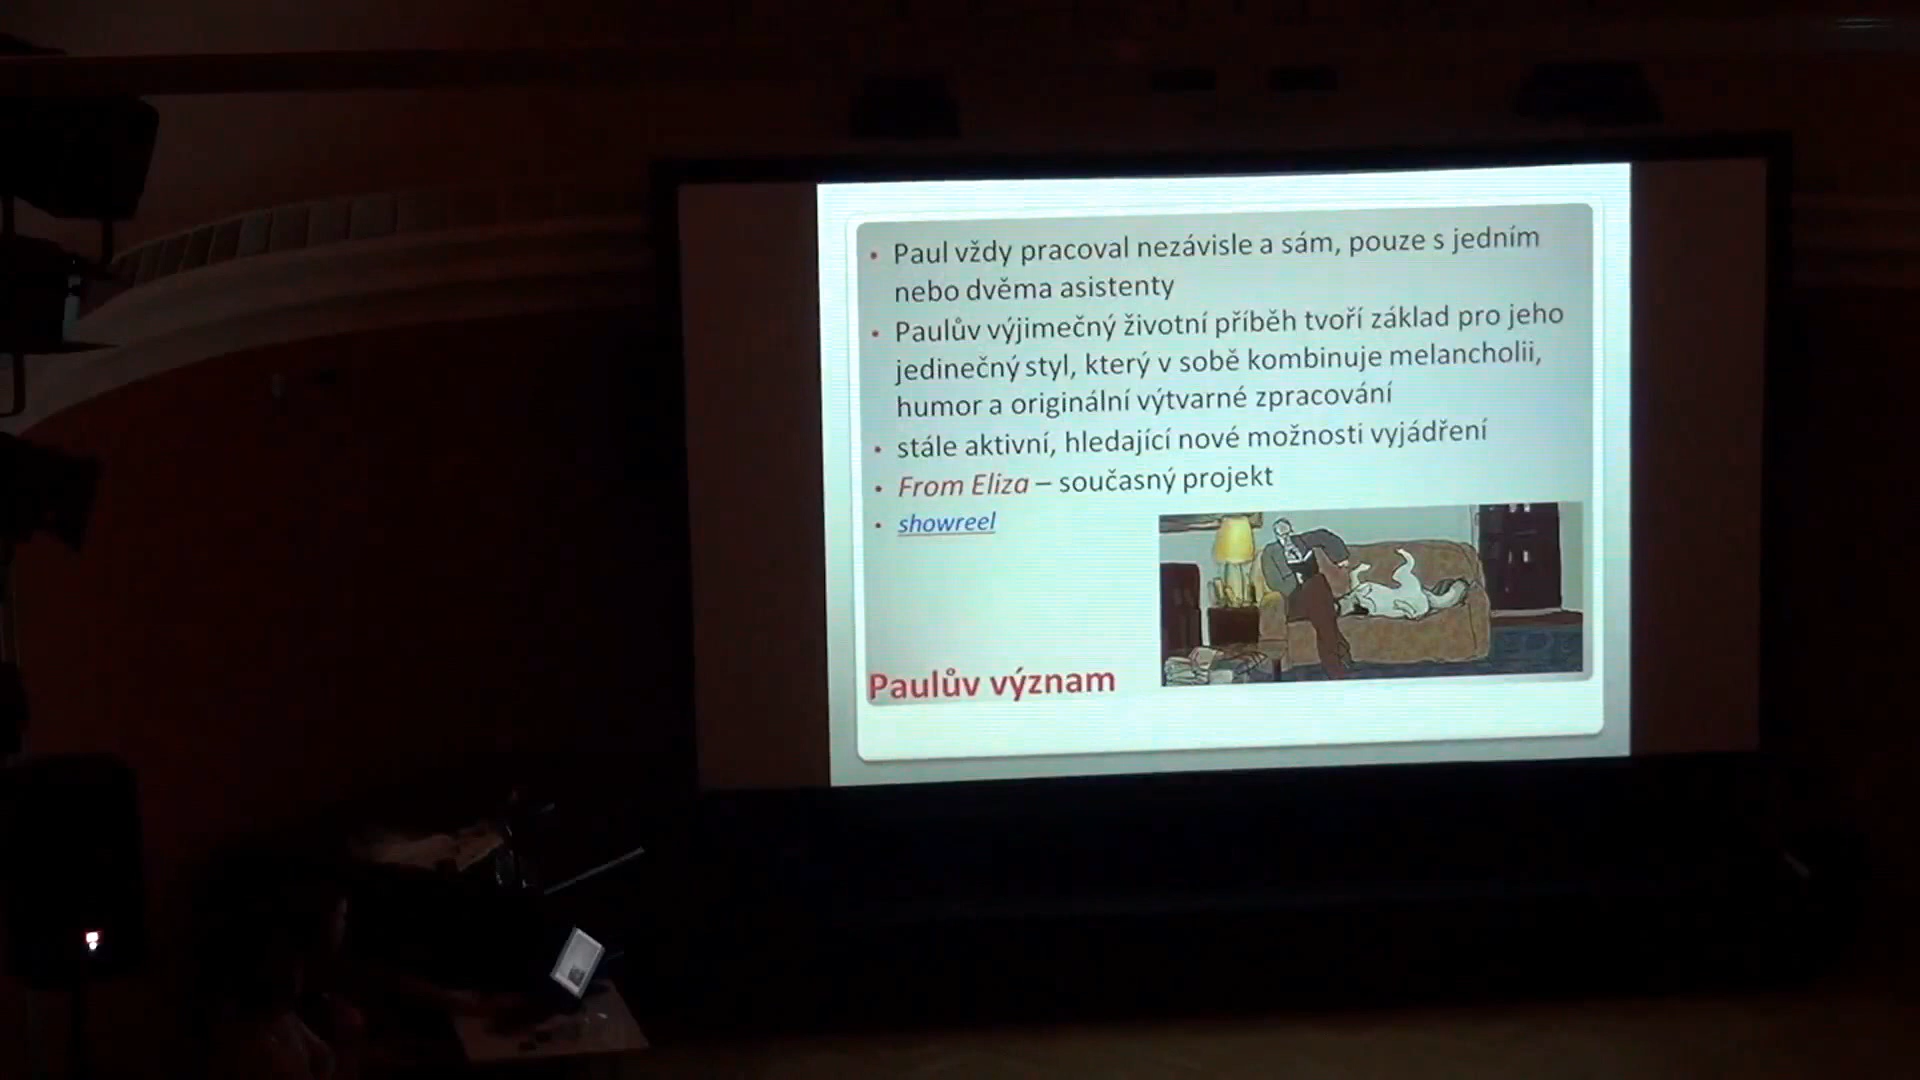 Paul vždy pracoval nezávisle a sám, pouze s jedním
nebo dvěma asistenty
Paulův výjimečný životní příběh tvoří základ pro jeho
jedinečný styl, který v sobě kombinuje melancholii,
humor a originální výtvarné zpracování
stále aktivní, hledající nové možnosti vyjádření
From Eliza – současný projekt
showreel
Paulův význam